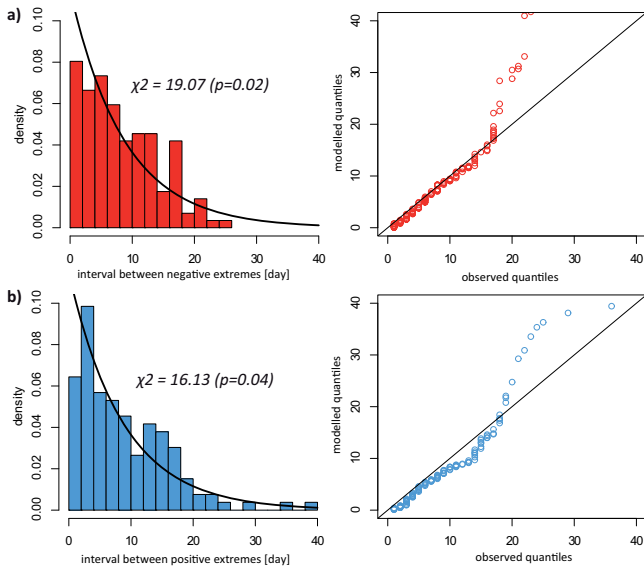 a)
0.10
0.08
0.06
0.04
0.02
0.00
density
χ2 = 19.07 (p=0.02)
0 10 20 30 40
interval between negative extremes [day]
40
30
20
10
0
modelled quantiles
0 10 20 30 40
observed quantiles
b)
0.10
0.08
0.06
0.04
0.02
0.00
density
χ2 = 16.13 (p=0.04)
0 10 20 30 40
interval between positive extremes [day]
40
30
20
10
0
modelled quantiles
0 10 20 30 40
observed quantiles